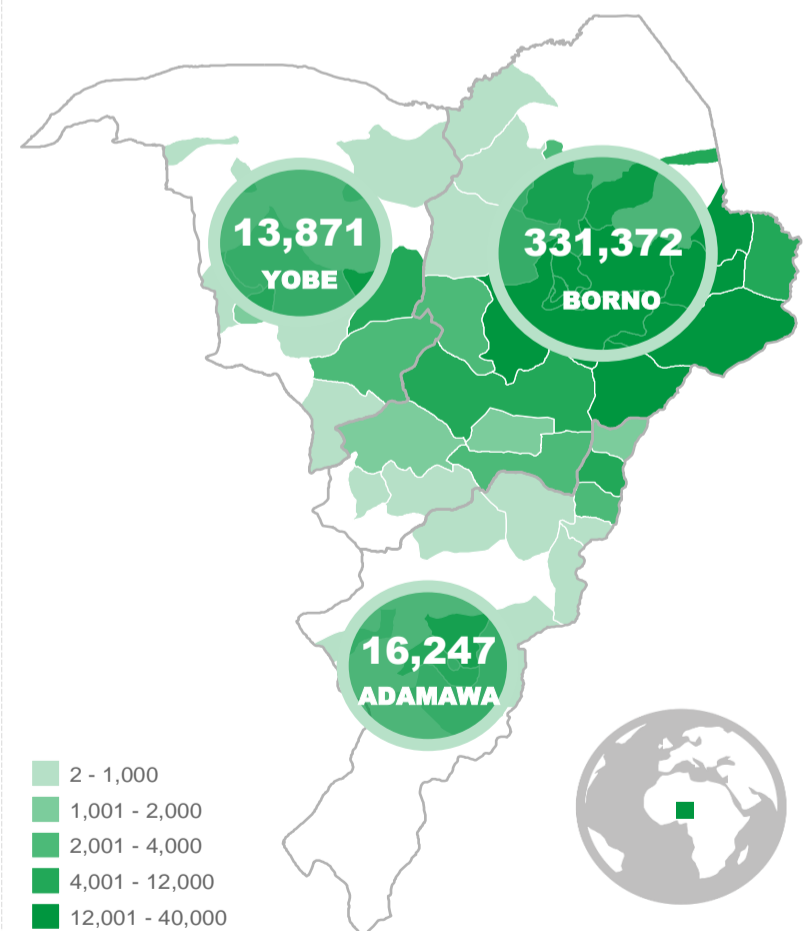 13,871
YOBE
331,372
BORNO
16,247
ADAMAWA
2 - 1,000
1,001 - 2,000
2,001 - 4,000
4,001 - 12,000
12,001 - 40,000